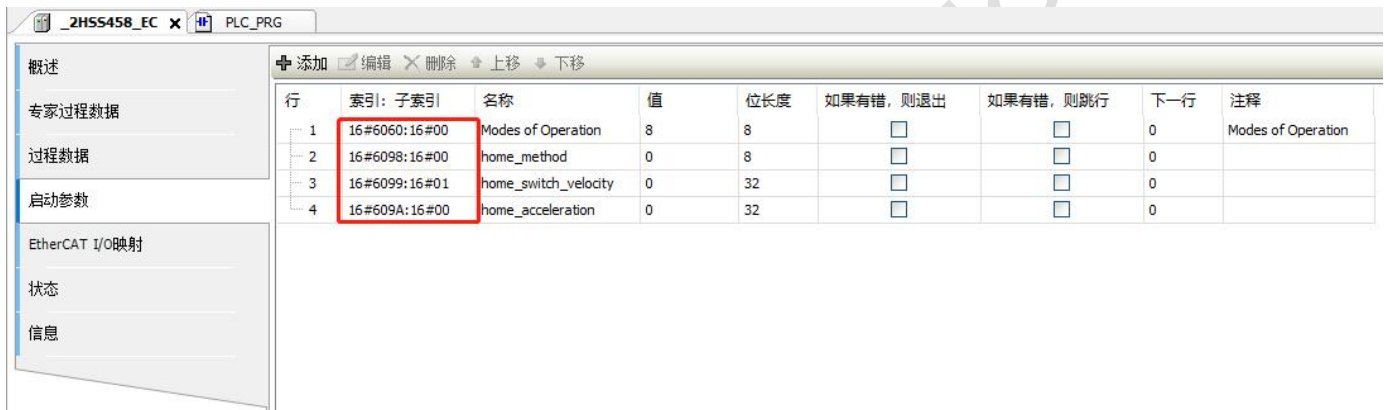 _2HSS458_EC X PLC_PRG
概述
专家过程数据
过程数据
启动参数
EtherCAT I/O映射
状态
信息
添加 编辑 删除 上移 下移
行 索引: 子索引 名称 值 位长度 如果有错, 则退出 如果有错, 则跳行 下一行 注释
1 16#6060:16#00 Modes of Operation 8 8 0 Modes of Operation
2 16#6098:16#00 home_method 0 8 0
3 16#6099:16#01 home_switch_velocity 0 32 0
4 16#609A:16#00 home_acceleration 0 32 0